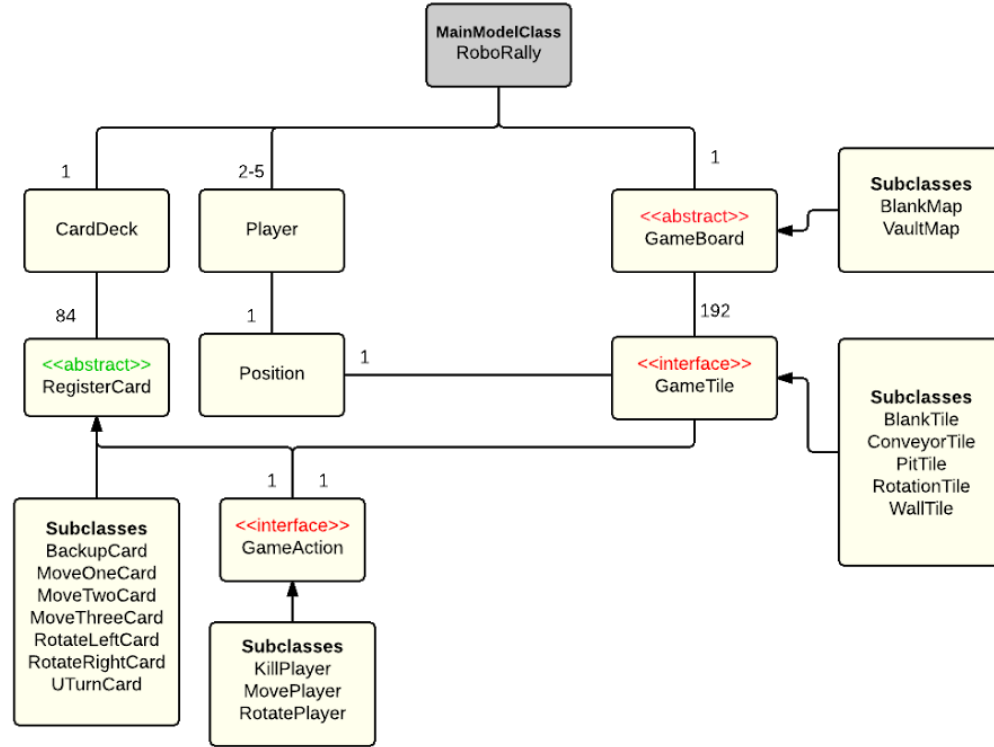 MainModelClass
RoboRally
1
2-5
1
CardDeck
Player
<<abstract>>
GameBoard
Subclasses
BlankMap
VaultMap
84
1
192
<<abstract>>
RegisterCard
Position
1
<<interface>>
GameTile
Subclasses
BlankTile
ConveyorTile
PitTile
RotationTile
WallTile
1
1
Subclasses
BackupCard
MoveOneCard
MoveTwoCard
MoveThreeCard
RotateLeftCard
RotateRightCard
UTurnCard
<<interface>>
GameAction
Subclasses
KillPlayer
MovePlayer
RotatePlayer